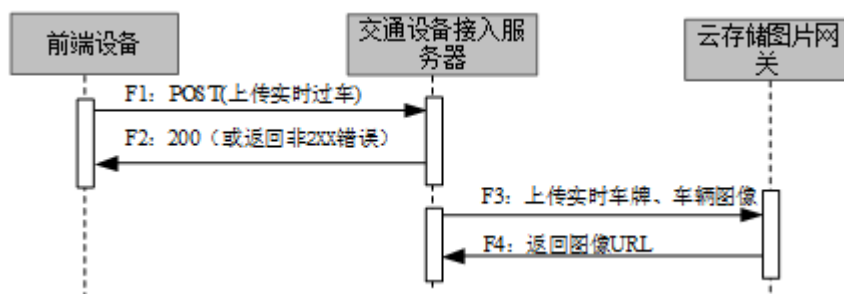 前端设备
交通设备接入服
务器
云存储图片网
关
F1：POST(上传实时过车)
F2：200（或返回非2XX错误）
F3：上传实时车牌、车辆图像
F4：返回图像URL